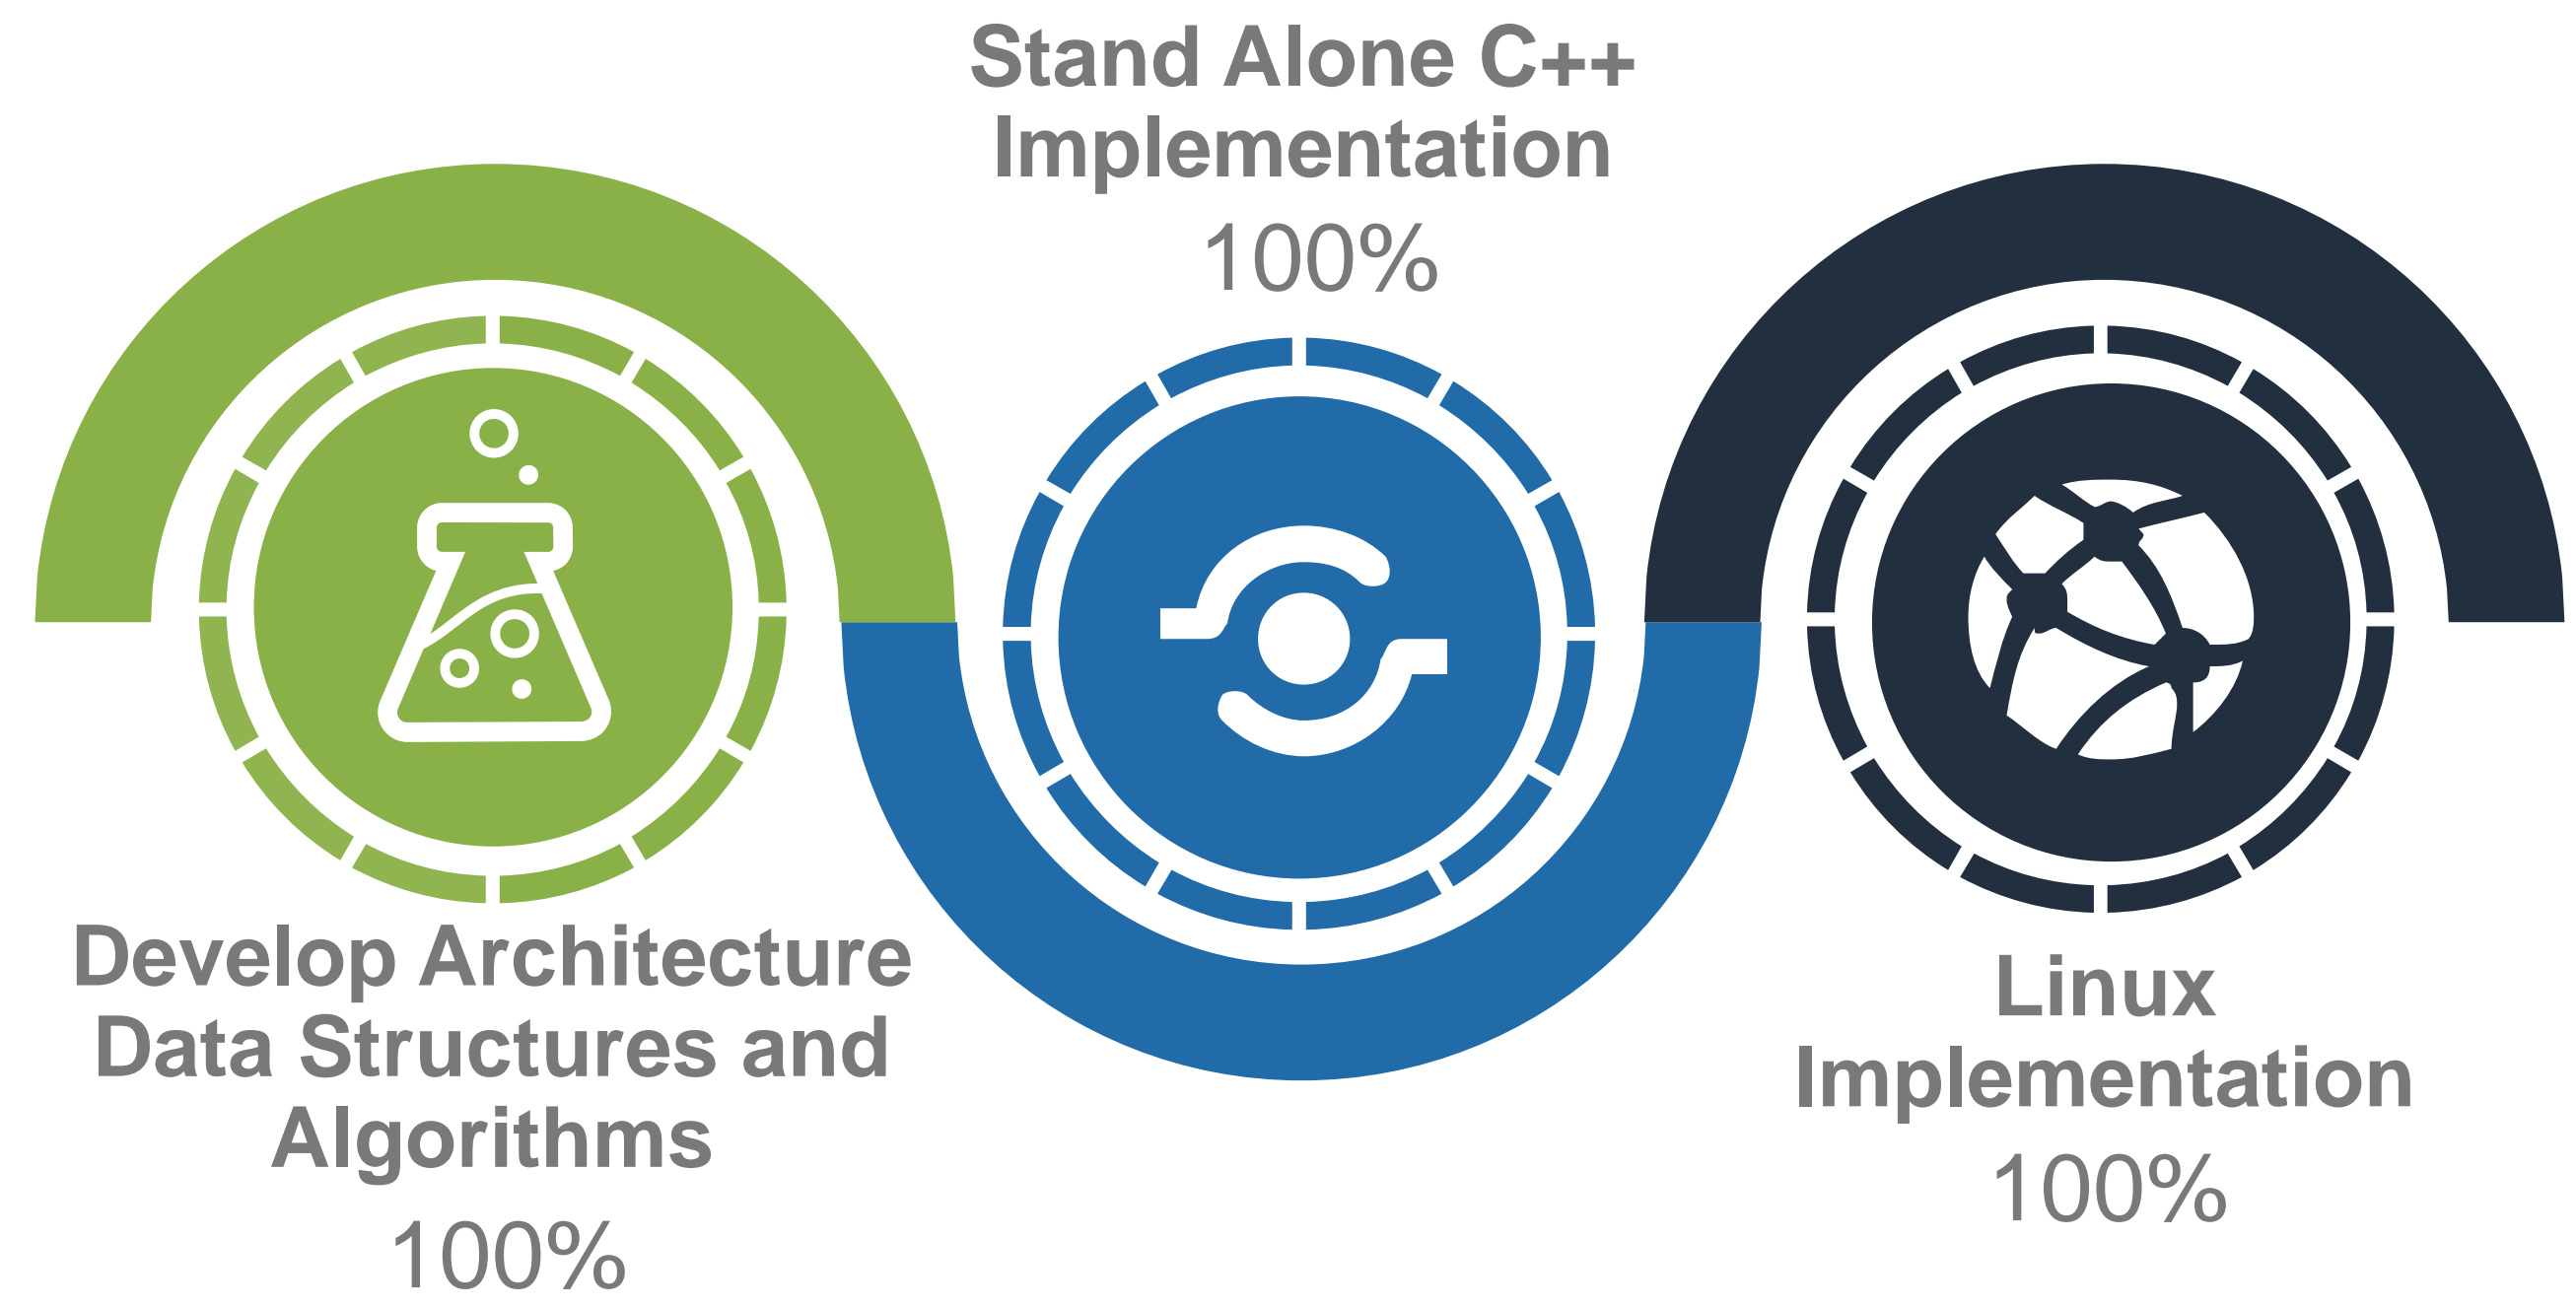 Stand Alone C++
Implementation
100%
Develop Architecture
Data Structures and
Algorithms
100%
Linux
Implementation
100%